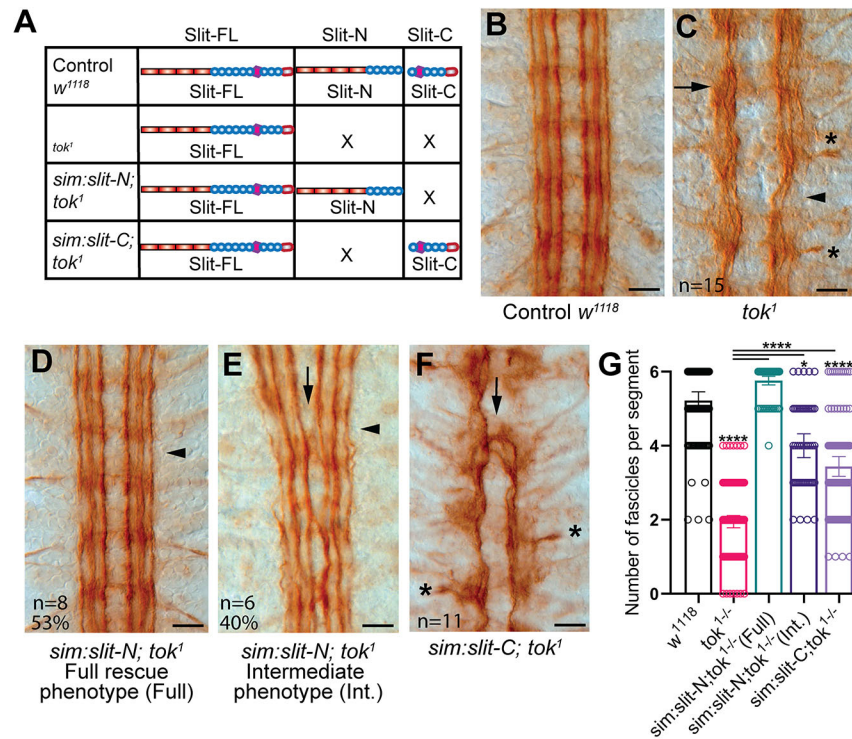 A
Slit-FL Slit-N Slit-C
Control
w1118
Slit-FL Slit-N Slit-C
tok1
Slit-FL X X
sim:slit-N;
tok1
Slit-FL Slit-N X
sim:slit-C;
tok1
Slit-FL X Slit-C
B
Control w1118
C
*
*
n=15
tok1
D
n=8
53%
sim:slit-N; tok1
Full rescue
phenotype (Full)
E
n=6
40%
sim:slit-N; tok1
Intermediate
phenotype (Int.)
F
*
*
n=11
sim:slit-C; tok1
G
Number of fascicles per segment
6
4
2
0
****
****
*
****
w1118
tok1-/-
sim:slit-N;tok1-/-(Full)
sim:slit-N;tok1-/-(Int.)
sim:slit-C;tok1-/-